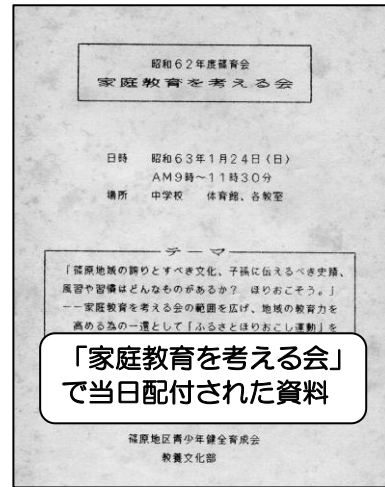 昭和62年度篠育会
家庭教育を考える会
日時 昭和63年1月24日(日)
AM9時~11時30分
場所 中学校 体育館、各教室
テーマ
「篠原地域の誇りとすべき文化、子孫に伝えるべき史蹟、
風習や習慣はどんなものがあるか? ほりおこそう。」
--家庭教育を考える会の範囲を広げ、地域の教育力を
高める為の一還として「ふるさとほりおこし運動」を
「家庭教育を考える会」
で当日配付された資料
篠原地区青少年健全育成会
教養文化部